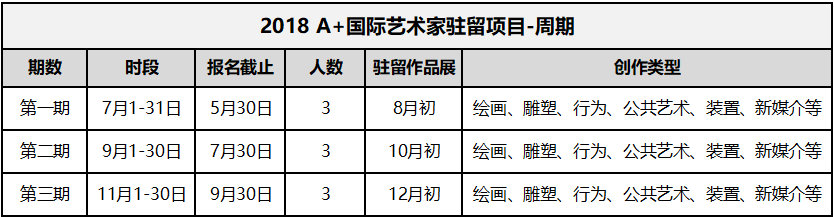 2018 A+国际艺术家驻留项目-周期
期数 时段 报名截止 人数 驻留作品展 创作类型
第一期 7月1-31日 5月30日 3 8月初 绘画、雕塑、行为、公共艺术、装置、新媒介等
第二期 9月1-30日 7月30日 3 10月初 绘画、雕塑、行为、公共艺术、装置、新媒介等
第三期 11月1-30日 9月30日 3 12月初 绘画、雕塑、行为、公共艺术、装置、新媒介等